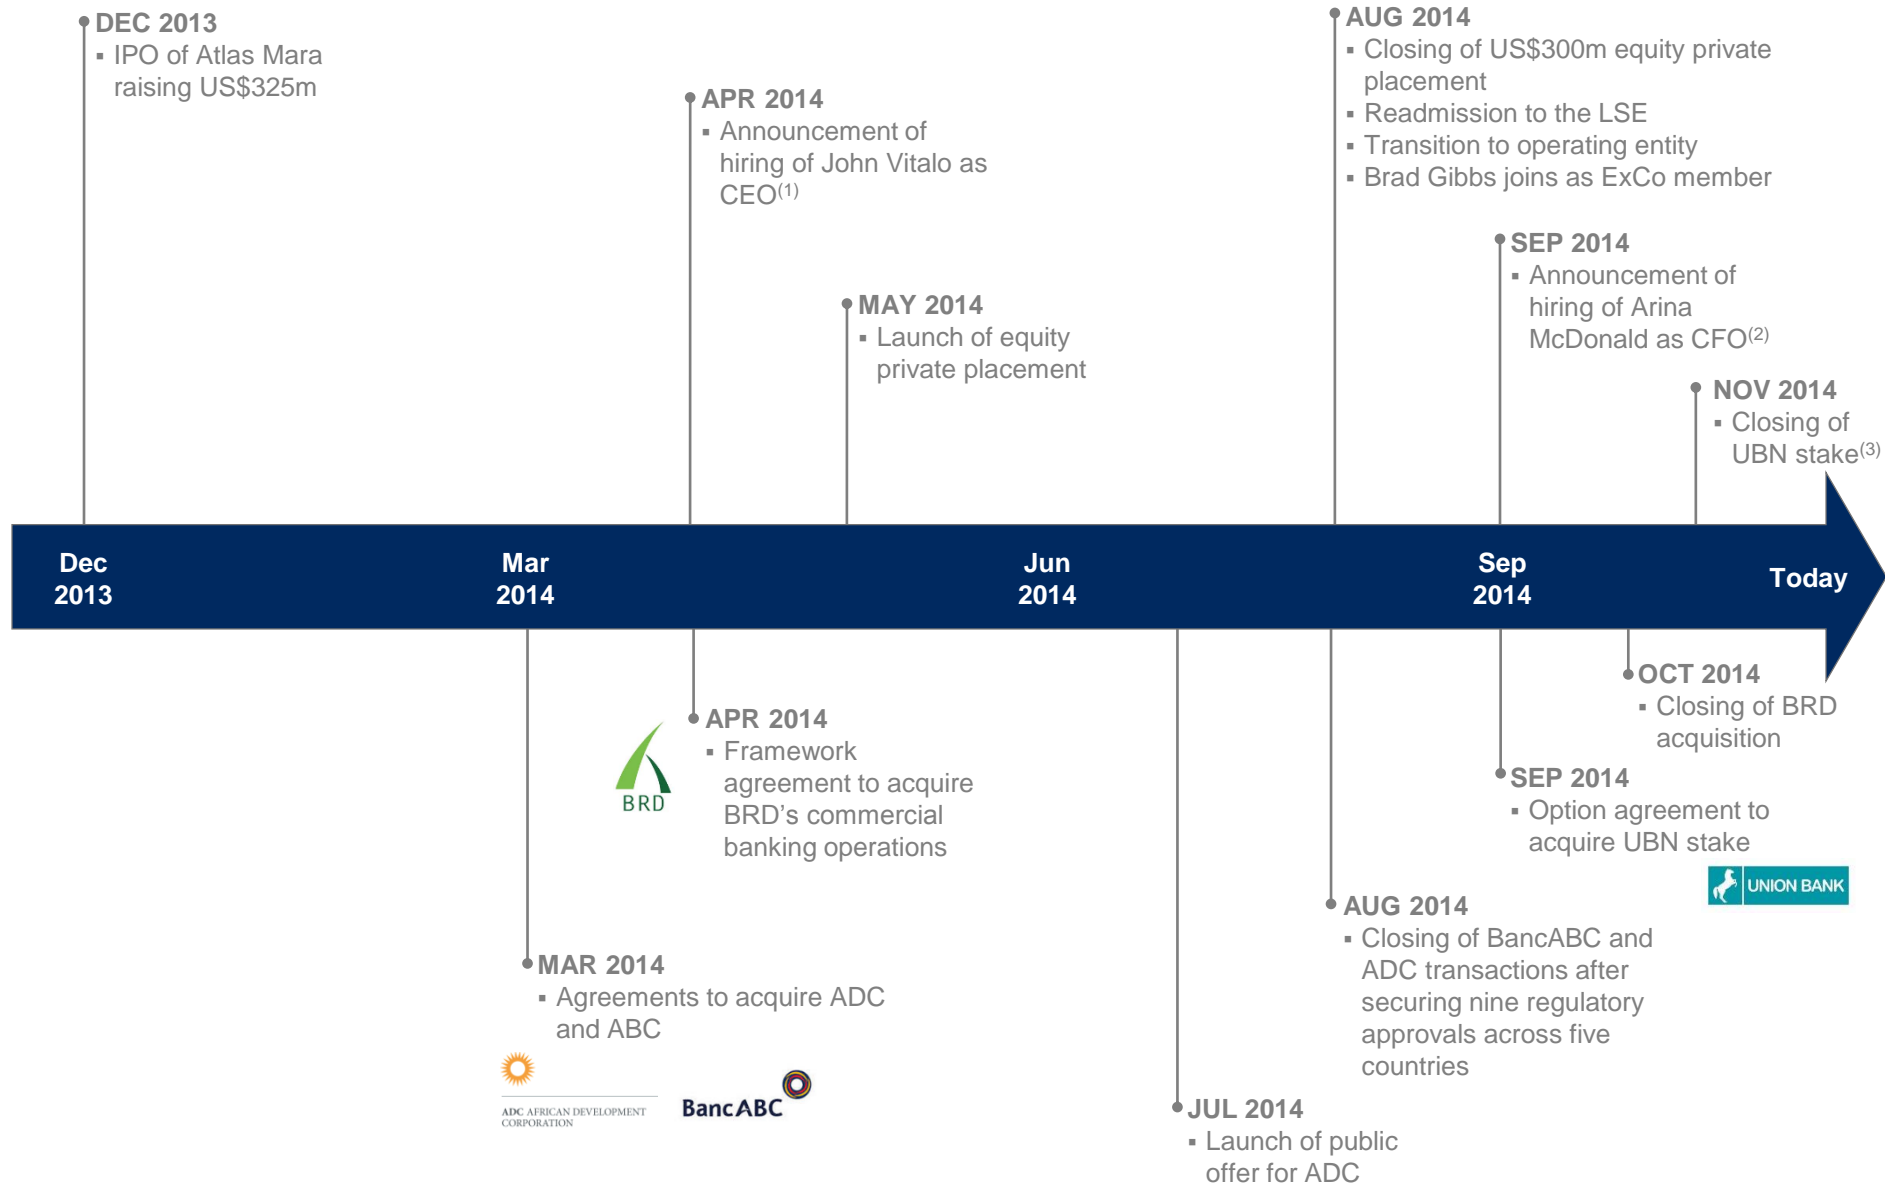 DEC 2013
▪ IPO of Atlas Mara
raising US$325m
APR 2014
▪ Announcement of
hiring of John Vitalo as
CEO(1)
MAY 2014
▪ Launch of equity
private placement
AUG 2014
▪ Closing of US$300m equity private
placement
▪ Readmission to the LSE
▪ Transition to operating entity
▪ Brad Gibbs joins as ExCo member
SEP 2014
▪ Announcement of
hiring of Arina
McDonald as CFO(2)
NOV 2014
▪ Closing of
UBN stake(3)
Dec
2013
Mar
2014
Jun
2014
Sep
2014
Today
MAR 2014
▪ Agreements to acquire ADC
and ABC
ADC AFRICAN DEVELOPMENT
CORPORATION
BancABC
BRD
APR 2014
▪ Framework
agreement to acquire
BRD’s commercial
banking operations
JUL 2014
▪ Launch of public
offer for ADC
AUG 2014
▪ Closing of BancABC and
ADC transactions after
securing nine regulatory
approvals across five
countries
SEP 2014
▪ Option agreement to
acquire UBN stake
UNION BANK
OCT 2014
▪ Closing of BRD
acquisition